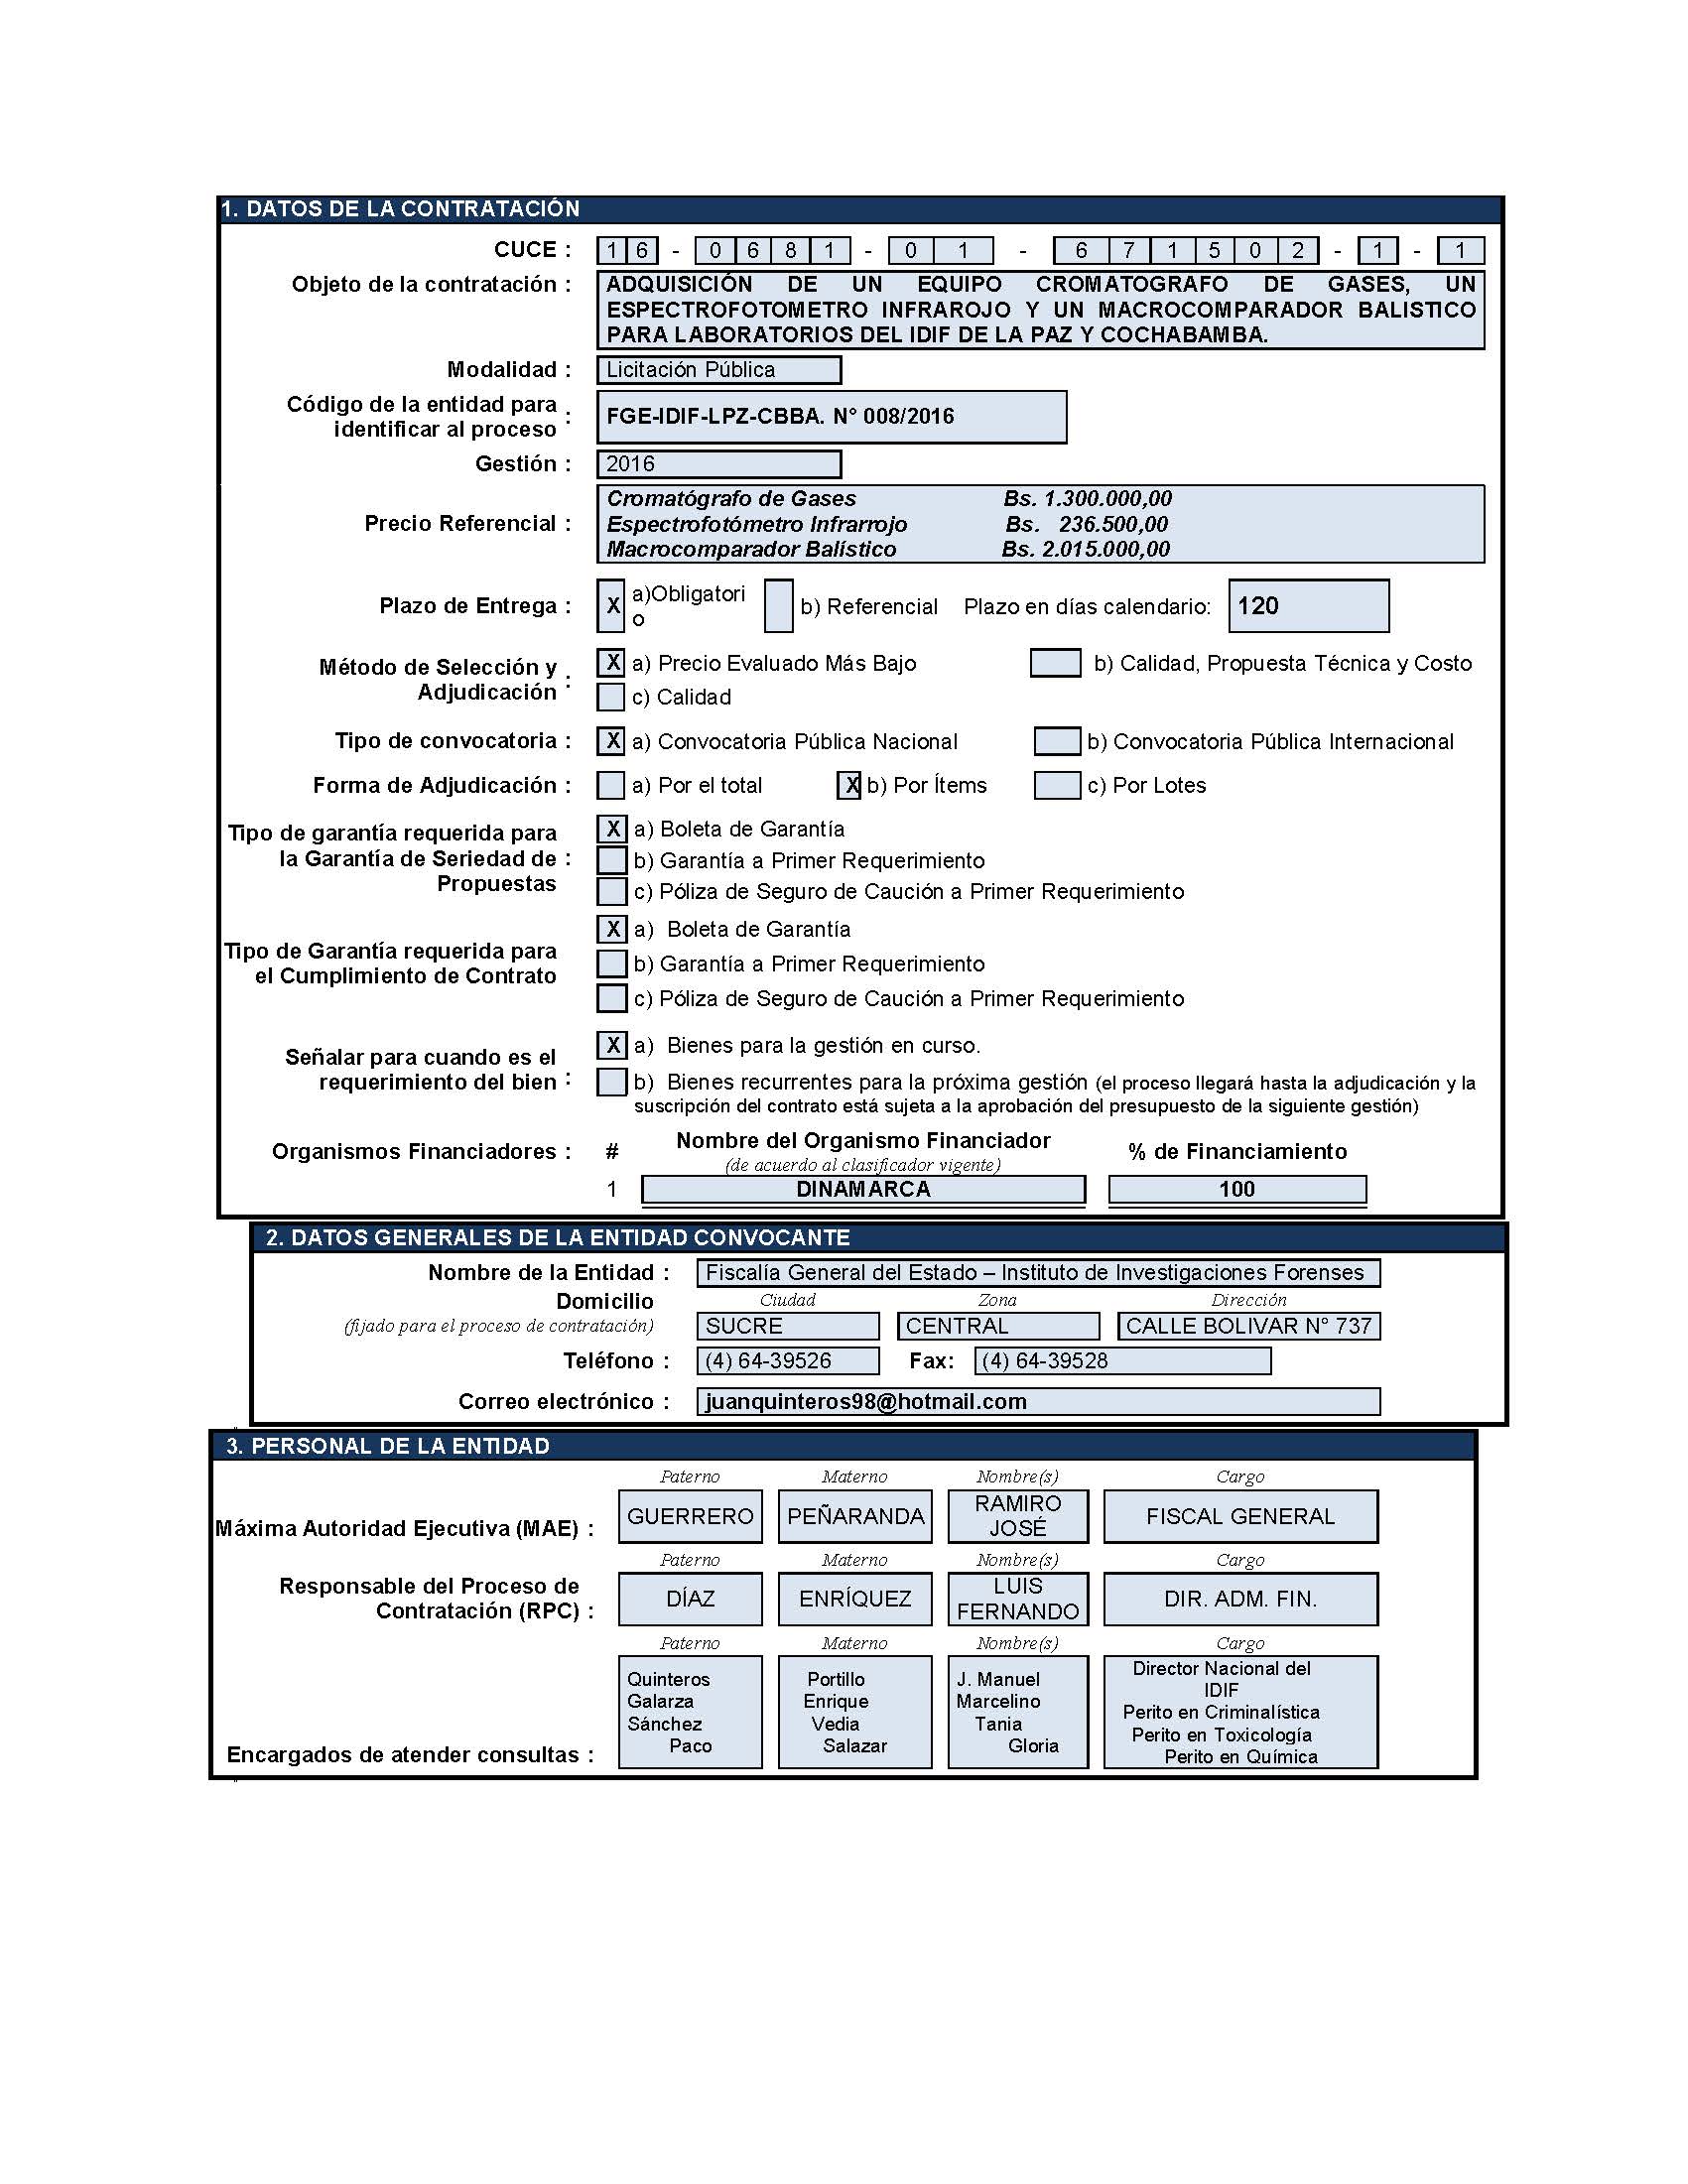 1. DATOS DE LA CONTRATACIÓN
CUCE : 1 6 - 0 6 8 1 - 0 1 - 6 7 1 5 0 2 - 1 - 1
Objeto de la contratación : ADQUISICIÓN DE UN EQUIPO CROMATOGRAFO DE GASES, UN
ESPECTROFOTOMETRO INFRAROJO Y UN MACROCOMPARADOR BALISTICO
PARA LABORATORIOS DEL IDIF DE LA PAZ Y COCHABAMBA.
Modalidad : Licitación Pública
Código de la entidad para
identificar al proceso : FGE-IDIF-LPZ-CBBA. N° 008/2016
Gestión : 2016
Precio Referencial :
Cromatógrafo de Gases Bs. 1.300.000,00
Espectrofotómetro Infrarrojo Bs. 236.500,00
Macrocomparador Balístico Bs. 2.015.000,00
Plazo de Entrega : X a)Obligatori
o
b) Referencial Plazo en días calendario: 120
Método de Selección y
Adjudicación :
X a) Precio Evaluado Más Bajo b) Calidad, Propuesta Técnica y Costo
c) Calidad
Tipo de convocatoria : X a) Convocatoria Pública Nacional b) Convocatoria Pública Internacional
Forma de Adjudicación : a) Por el total X b) Por Ítems c) Por Lotes
Tipo de garantía requerida para
la Garantía de Seriedad de :
Propuestas
X a) Boleta de Garantía
b) Garantía a Primer Requerimiento
c) Póliza de Seguro de Caución a Primer Requerimiento
Tipo de Garantía requerida para
el Cumplimiento de Contrato
X a) Boleta de Garantía
b) Garantía a Primer Requerimiento
c) Póliza de Seguro de Caución a Primer Requerimiento
Señalar para cuando es el
requerimiento del bien :
X a) Bienes para la gestión en curso.
b) Bienes recurrentes para la próxima gestión (el proceso llegará hasta la adjudicación y la
suscripción del contrato está sujeta a la aprobación del presupuesto de la siguiente gestión)
Organismos Financiadores : # Nombre del Organismo Financiador % de Financiamiento
(de acuerdo al clasificador vigente)
1 DINAMARCA 100
2. DATOS GENERALES DE LA ENTIDAD CONVOCANTE
Nombre de la Entidad : Fiscalía General del Estado – Instituto de Investigaciones Forenses
Domicilio Ciudad Zona Dirección
(fijado para el proceso de contratación) SUCRE CENTRAL CALLE BOLIVAR N° 737
Teléfono : (4) 64-39526 Fax: (4) 64-39528
Correo electrónico : juanquinteros98@hotmail.com
3. PERSONAL DE LA ENTIDAD
Paterno Materno Nombre(s) Cargo
Máxima Autoridad Ejecutiva (MAE) : GUERRERO PEÑARANDA RAMIRO
JOSÉ FISCAL GENERAL
Paterno Materno Nombre(s) Cargo
Responsable del Proceso de
Contratación (RPC) : DÍAZ ENRÍQUEZ LUIS
FERNANDO DIR. ADM. FIN.
Paterno Materno Nombre(s) Cargo
Quinteros Portillo J. Manuel Director Nacional del
IDIF
Galarza Enrique Marcelino Perito en Criminalística
Sánchez Vedia Tania Perito en Toxicología
Paco Salazar Gloria Perito en Química
Encargados de atender consultas :